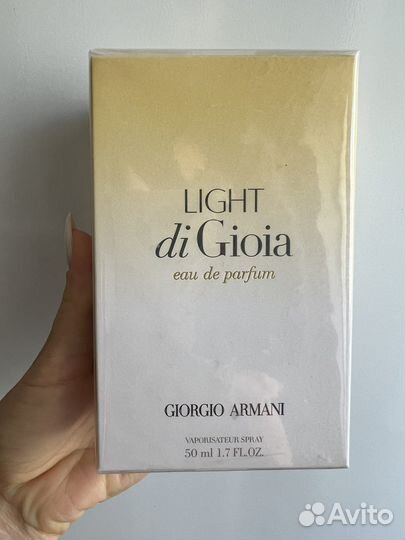 LIGHT
di Gioia
eau de parfum
GIORGIO ARMANI
VAPORISATEUR SPRAY
50 ml 1.7 FL.OZ.
Avito